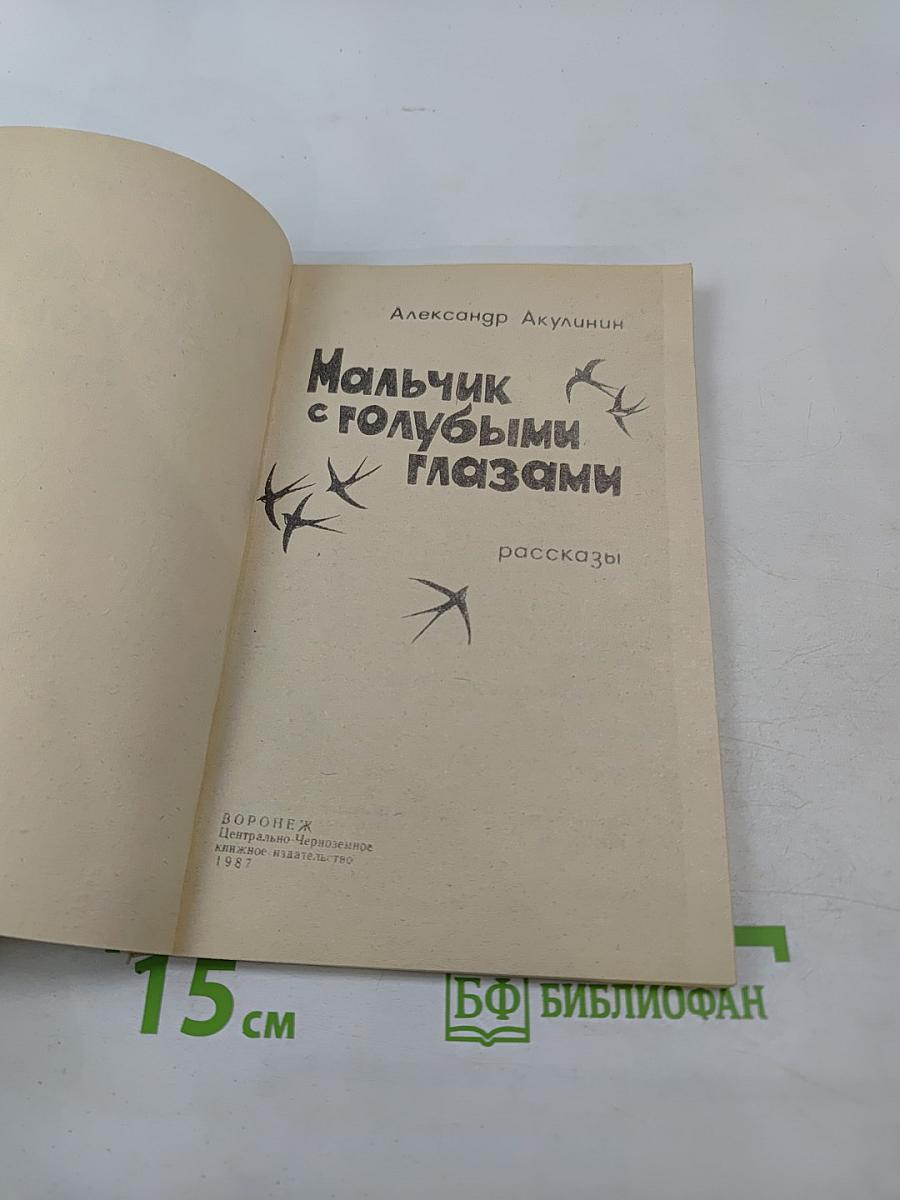 Александр Акулинин
Мальчик
с голубыми
глазами
рассказы
ВОРОНЕЖ
Центрально-Черноземное
книжное издательство
1987
15 см
БФ БИБЛИОФАН